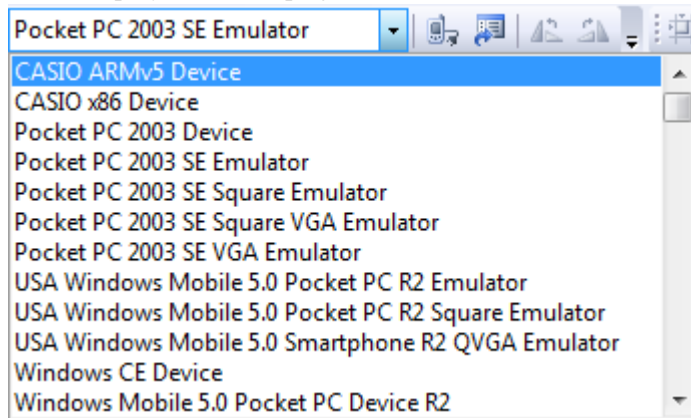 Pocket PC 2003 SE Emulator
CASIO ARMv5 Device
CASIO x86 Device
Pocket PC 2003 Device
Pocket PC 2003 SE Emulator
Pocket PC 2003 SE Square Emulator
Pocket PC 2003 SE Square VGA Emulator
Pocket PC 2003 SE VGA Emulator
USA Windows Mobile 5.0 Pocket PC R2 Emulator
USA Windows Mobile 5.0 Pocket PC R2 Square Emulator
USA Windows Mobile 5.0 Smartphone R2 QVGA Emulator
Windows CE Device
Windows Mobile 5.0 Pocket PC Device R2